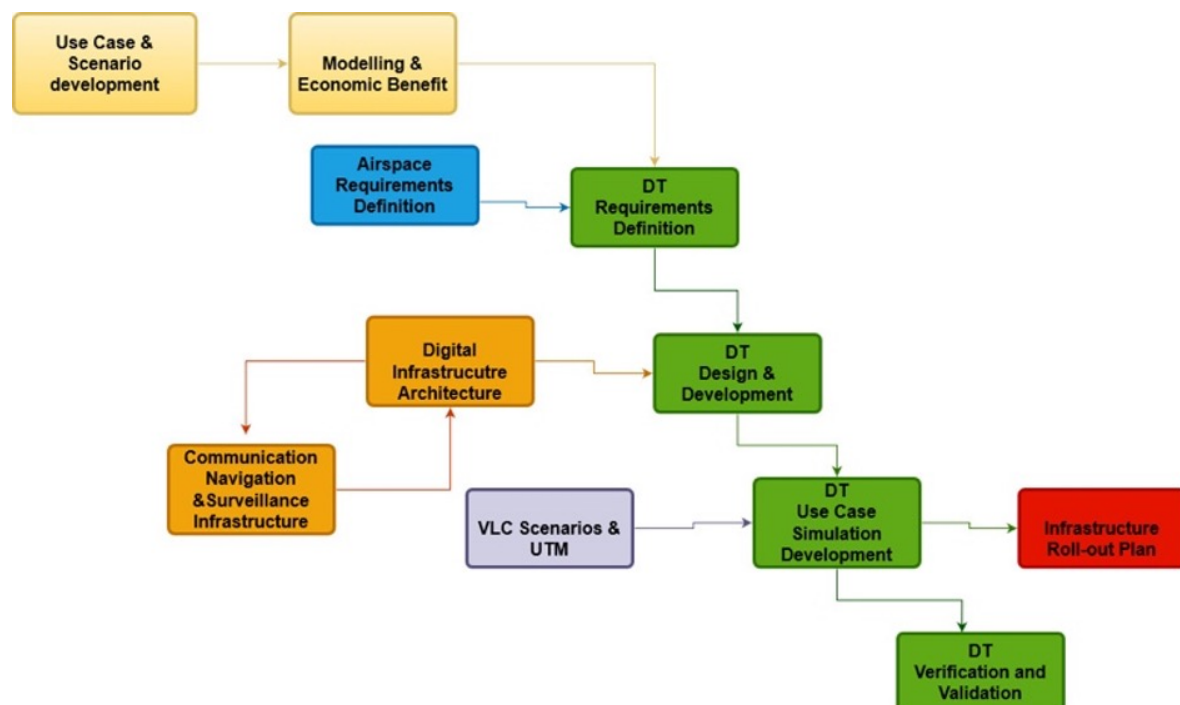 Use Case &
Scenario
development
Modelling &
Economic Benefit
Airspace
Requirements
Definition
DT
Requirements
Definition
Digital
Infrastrucutre
Architecture
DT
Design &
Development
Communication
Navigation
&Surveillance
Infrastructure
VLC Scenarios &
UTM
DT
Use Case
Simulation
Development
Infrastructure
Roll-out Plan
DT
Verification and
Validation